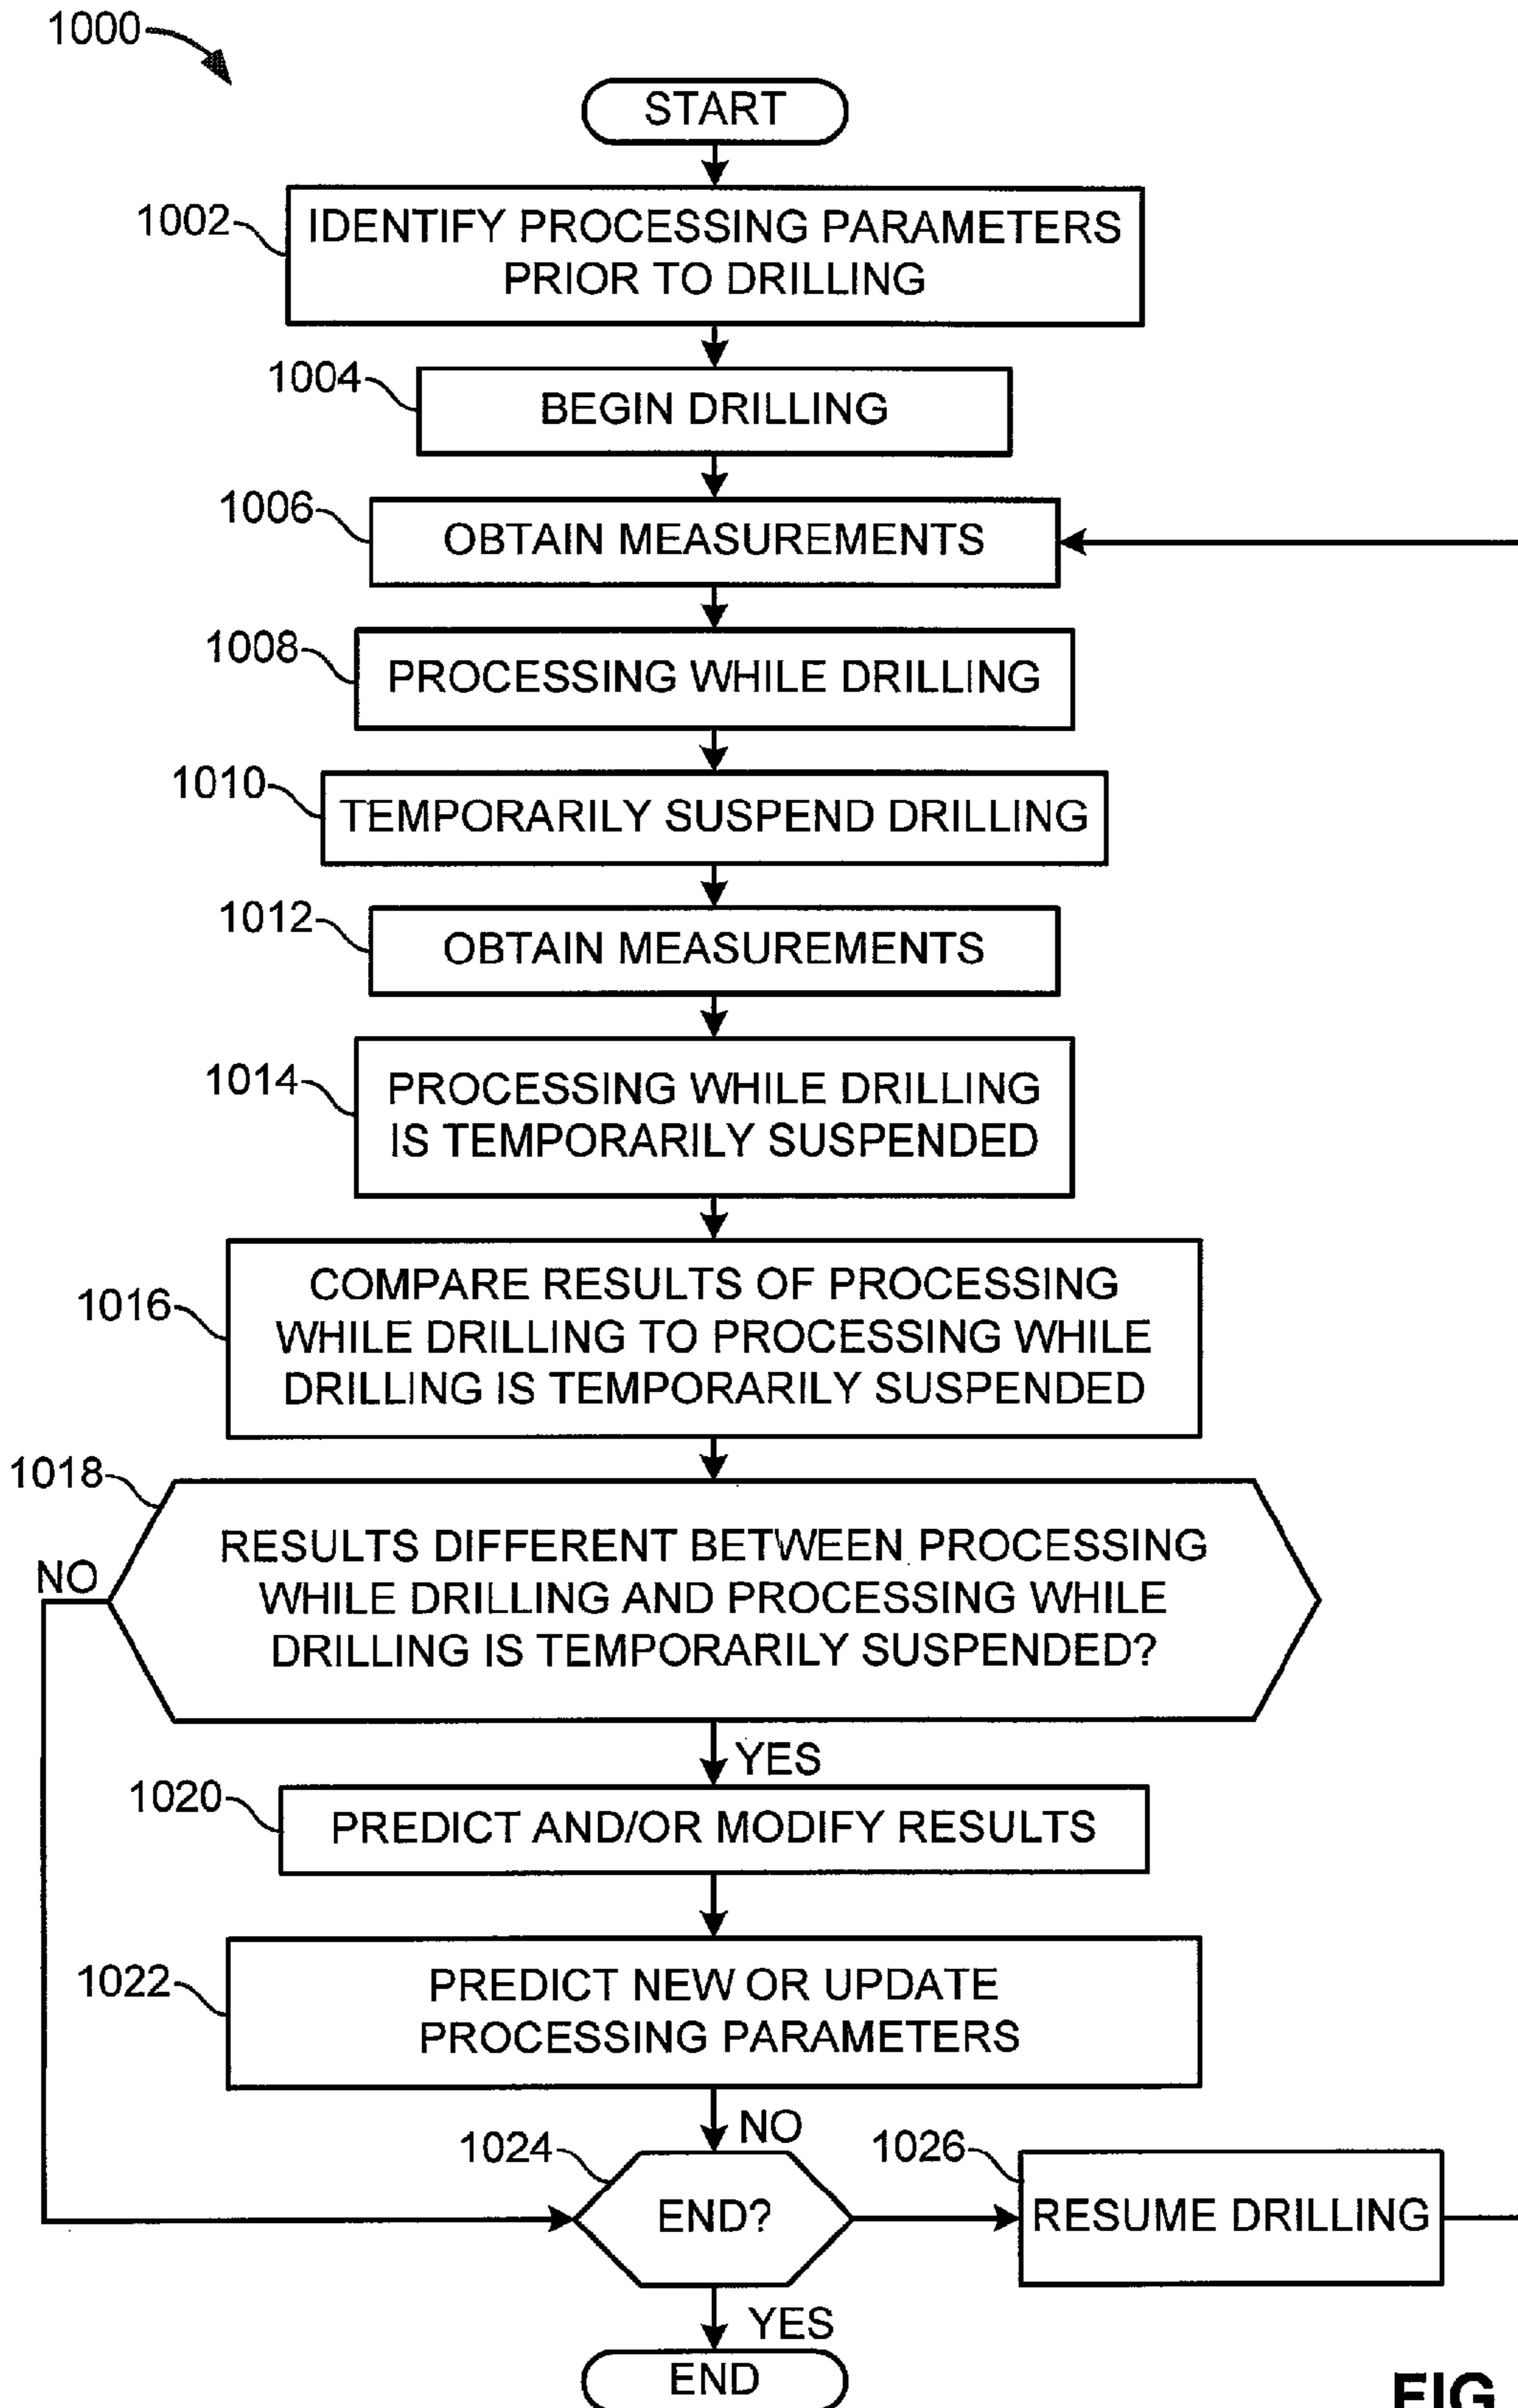 1000
START
1002
IDENTIFY PROCESSING PARAMETERS
PRIOR TO DRILLING
1004
BEGIN DRILLING
1006
OBTAIN MEASUREMENTS
1008
PROCESSING WHILE DRILLING
1010
TEMPORARILY SUSPEND DRILLING
1012
OBTAIN MEASUREMENTS
1014
PROCESSING WHILE DRILLING
IS TEMPORARILY SUSPENDED
1016
COMPARE RESULTS OF PROCESSING
WHILE DRILLING TO PROCESSING WHILE
DRILLING IS TEMPORARILY SUSPENDED
1018
RESULTS DIFFERENT BETWEEN PROCESSING
WHILE DRILLING AND PROCESSING WHILE
DRILLING IS TEMPORARILY SUSPENDED?
NO
YES
1020
PREDICT AND/OR MODIFY RESULTS
1022
PREDICT NEW OR UPDATE
PROCESSING PARAMETERS
NO
1024
END?
1026
RESUME DRILLING
YES
END
FIG